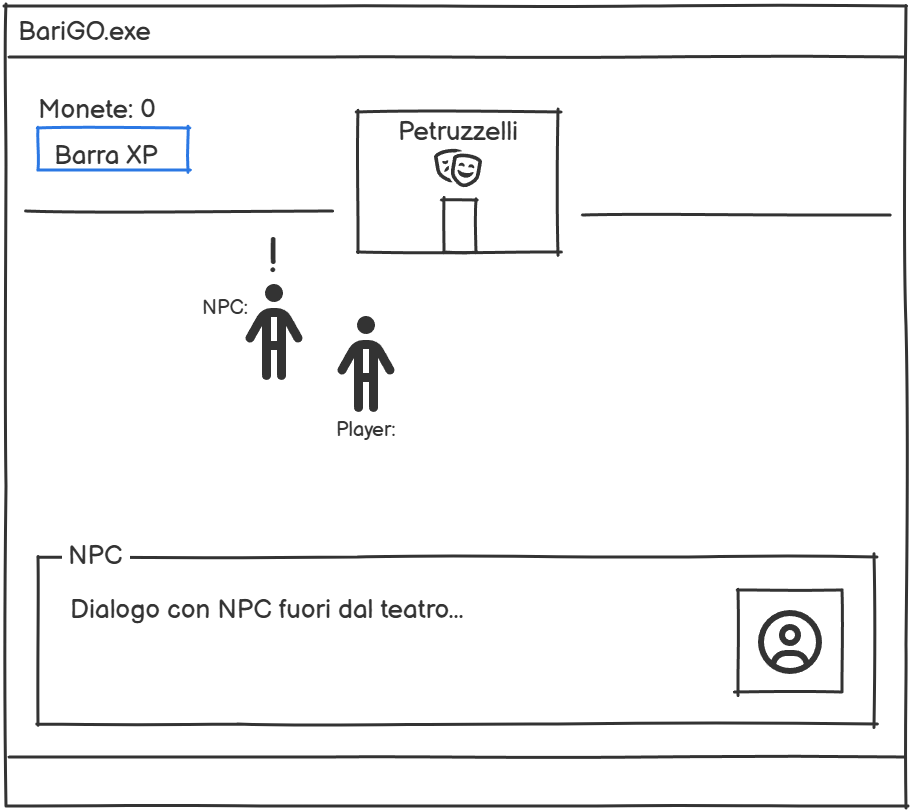 BariGO.exe
Monete: 0
Barra XP
Petruzzelli
!
NPC:
Player:
NPC
Dialogo con NPC fuori dal teatro...